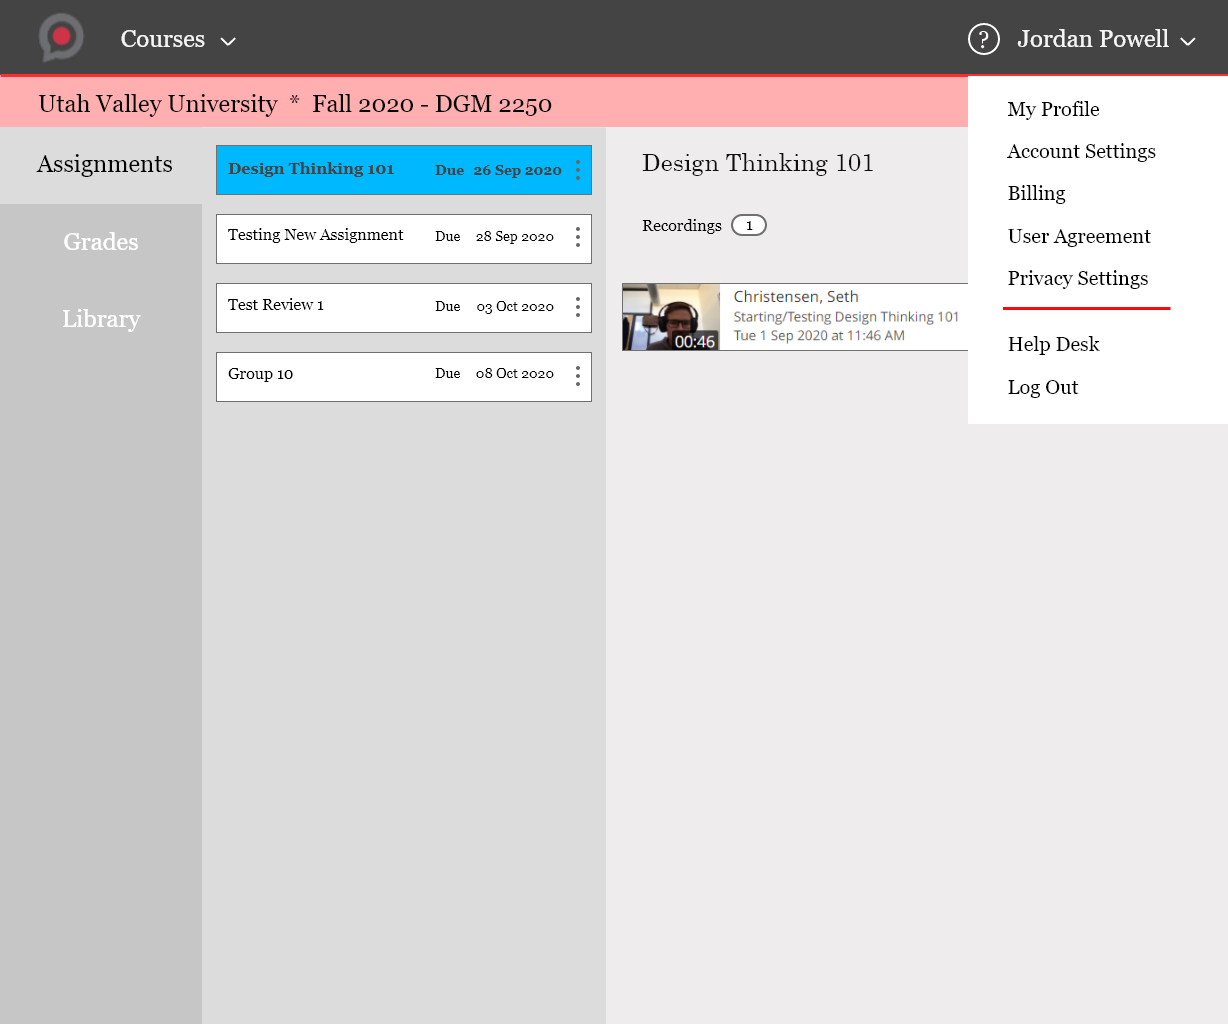 Courses
? Jordan Powell
Utah Valley University * Fall 2020 - DGM 2250
My Profile
Account Settings
Billing
User Agreement
Privacy Settings
Help Desk
Log Out
Assignments
Grades
Library
Design Thinking 101 Due 26 Sep 2020
Testing New Assignment Due 28 Sep 2020
Test Review 1 Due 03 Oct 2020
Group 10 Due 08 Oct 2020
Design Thinking 101
Recordings 1
00:46
Christensen, Seth
Starting/Testing Design Thinking 101
Tue 1 Sep 2020 at 11:46 AM